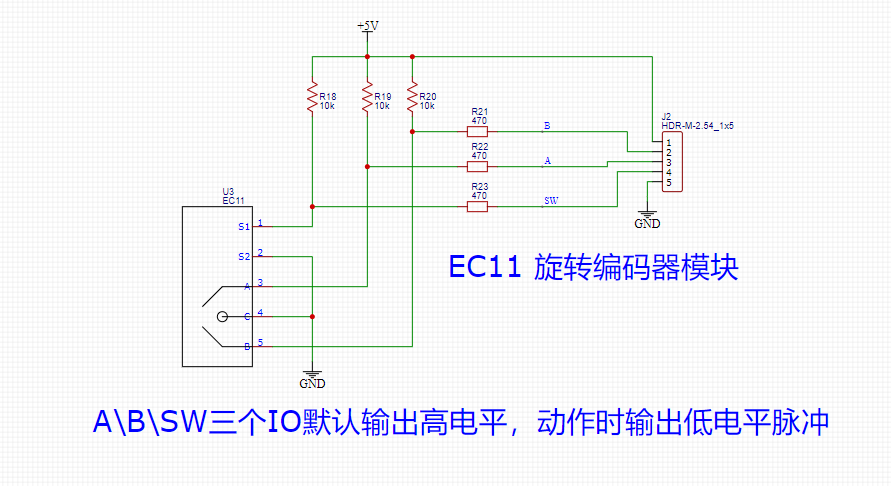 +5V
R18
10k
R19
10k
R20
10k
R21
470
B
R22
470
A
R23
470
SW
J2
HDR-M-2.54_1x5
1
2
3
4
5
GND
U3
EC11
S1 1
S2 2
A 3
C 4
B 5
GND
EC11 旋转编码器模块
A\B\SW三个IO默认输出高电平，动作时输出低电平脉冲